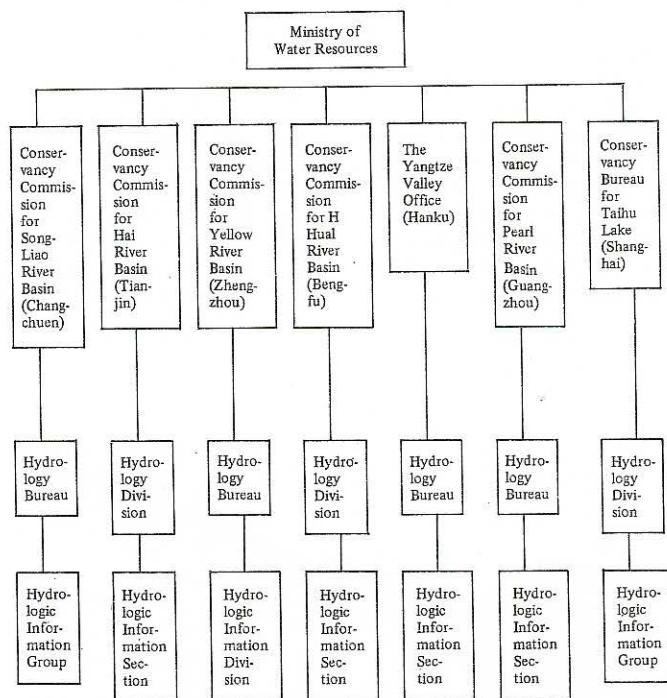 Ministry of
Water Resources
Conser-
vancy
Commis-
sion
for
Song-
Liao
River
Basin
(Chang-
chuen)
Conser-
vancy
Commis-
sion
for
Hai
River
Basin
(Tian-
jin)
Conser-
vancy
Commis-
sion
for
Yellow
River
Basin
(Zheng-
zhou)
Conser-
vancy
Commis-
sion
for H
Hual
River
Basin
(Beng-
fu)
The
Yangtze
Valley
Office
(Hanku)
Conser-
vancy
Commis-
sion
for
Pearl
River
Basin
(Guang-
zhou)
Conser-
vancy
Bureau
for
Taihu
Lake
(Shang-
hai)
Hydro-
logy
Bureau
Hydro-
logy
Divi-
sion
Hydro-
logy
Bureau
Hydro-
logy
Divi-
sion
Hydro-
logy
Bureau
Hydro-
logy
Bureau
Hydro-
logy
Divi-
sion
Hydro-
logic
Infor-
mation
Group
Hydro-
logic
Infor-
mation
Sec-
tion
Hydro-
logic
Infor-
mation
Divi-
sion
Hydro-
logic
Infor-
mation
Sec-
tion
Hydro-
logic
Infor-
mation
Sec-
tion
Hydro-
logic
Infor-
mation
Sec-
tion
Hydro-
logic
Infor-
mation
Group